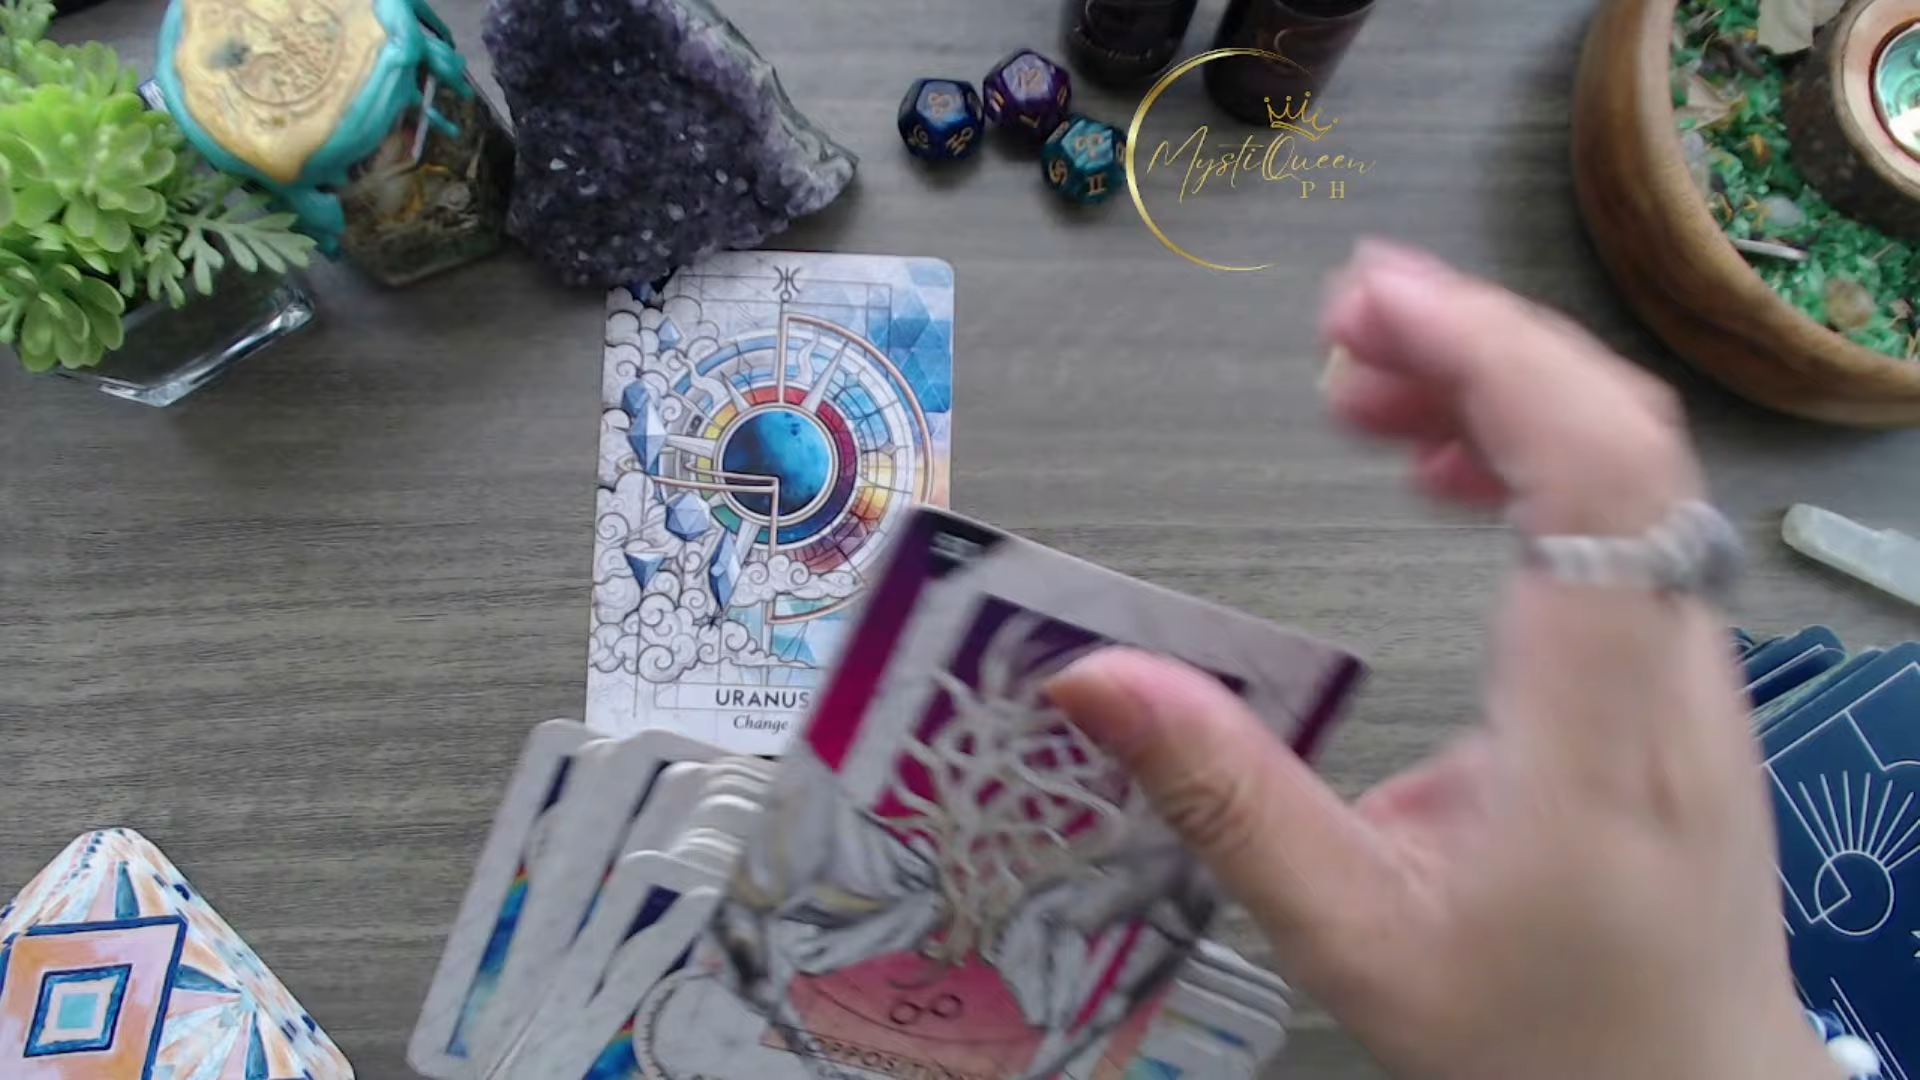 MystiQueen
PH
URANUS
Change
OPPOSITION